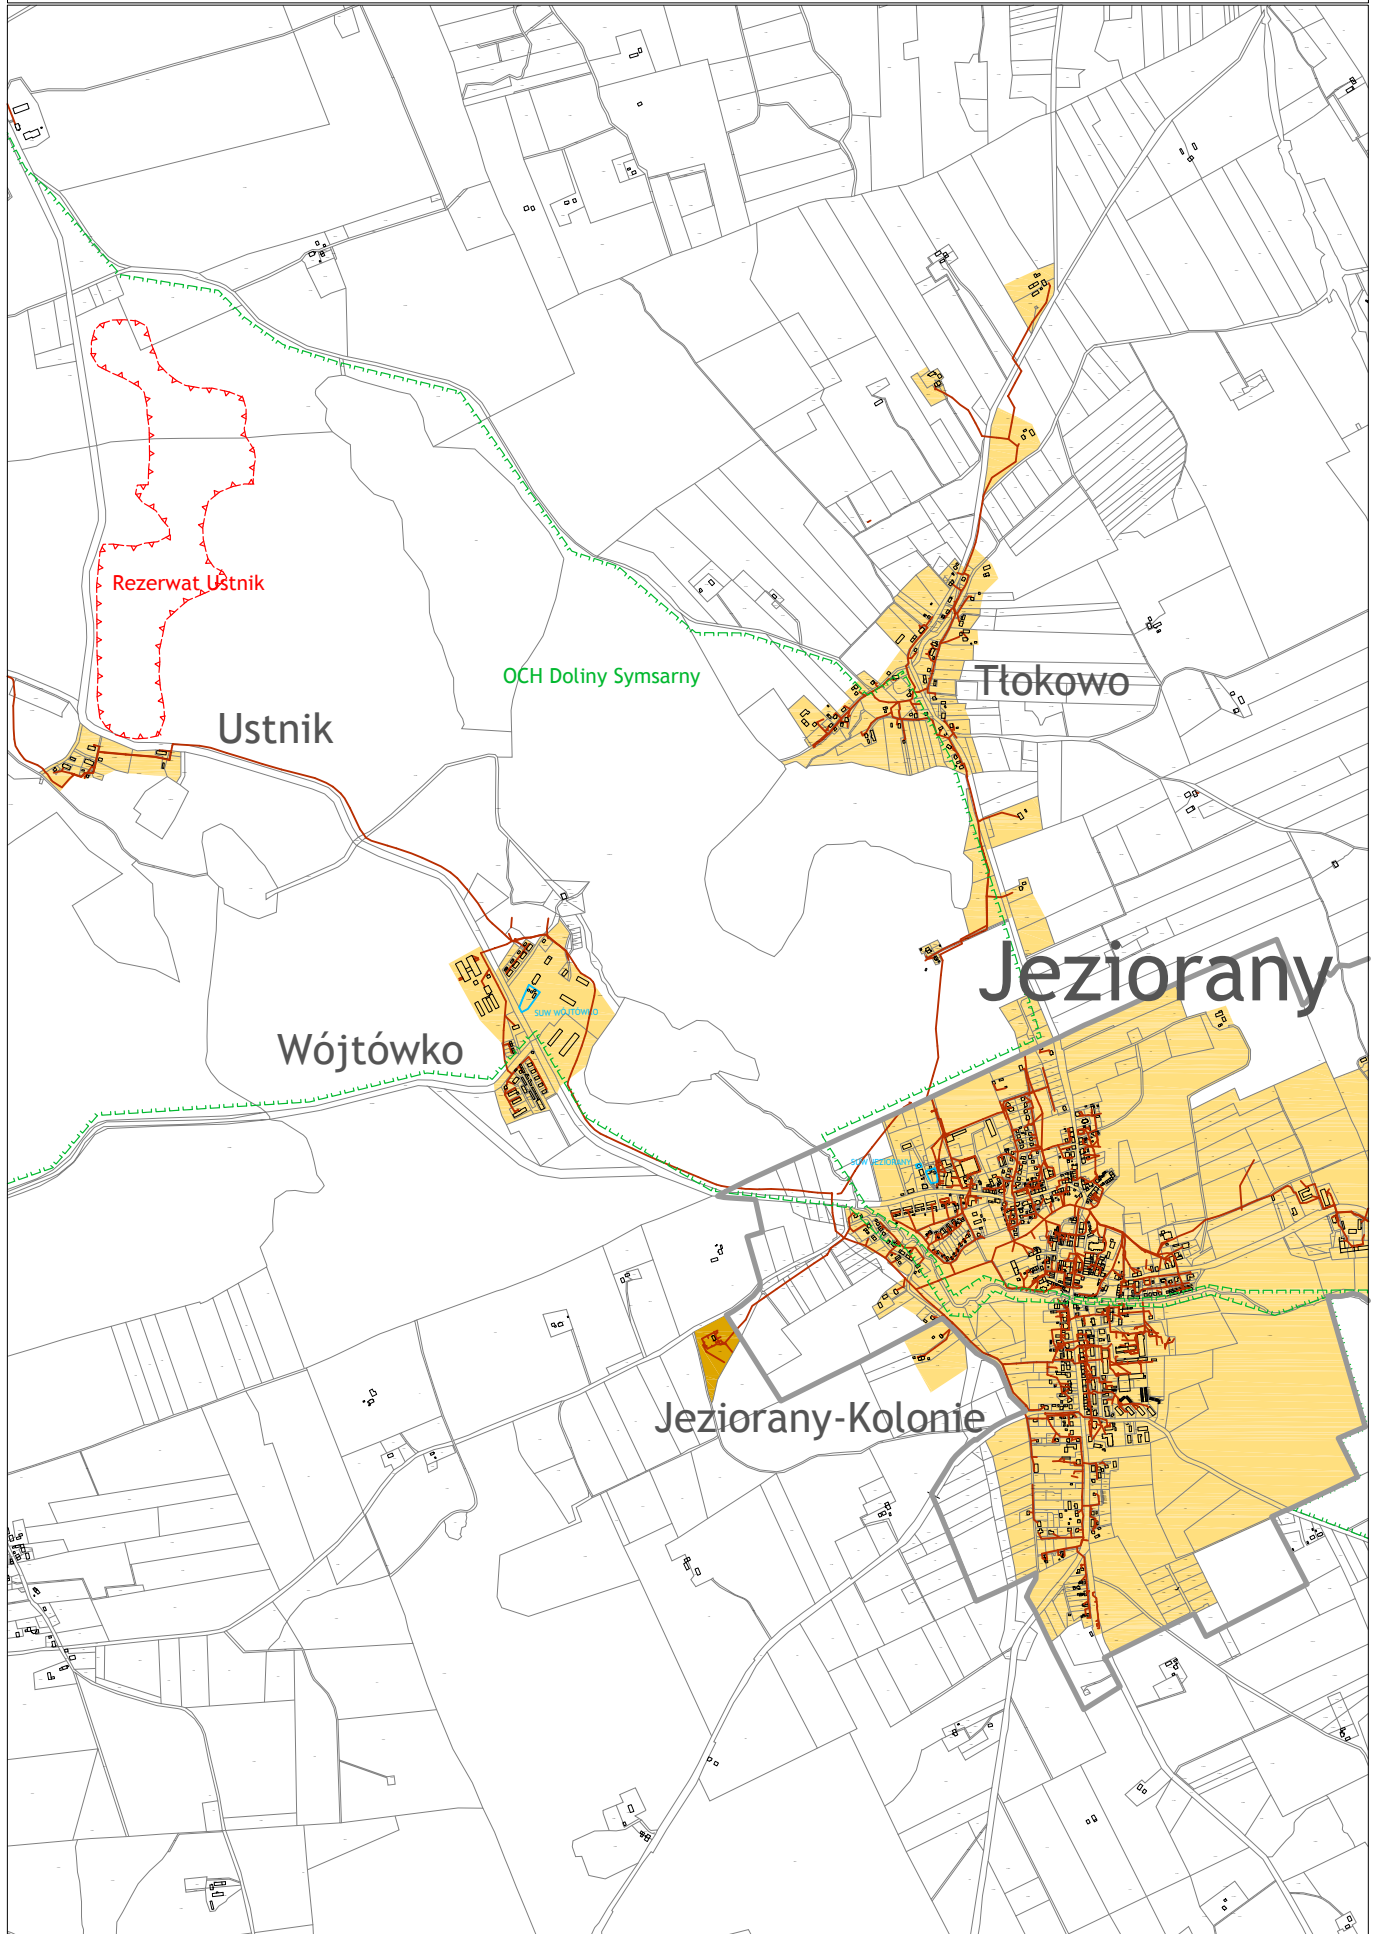 Rezerwat Ustnik
OCH Doliny Symsarny
Tłokowo
Ustnik
Jeziorany
SUW WÓJTÓWKO
Wójtówko
SUW JEZIORANY
Jeziorany-Kolonie